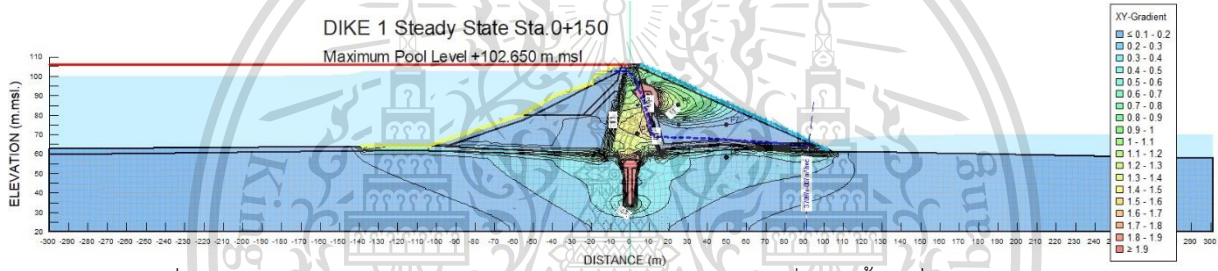 DIKE 1 Steady State Sta.0+150
Maximum Pool Level +102.650 m.msl
XY-Gradient
≤ 0.1 - 0.2
0.2 - 0.3
0.3 - 0.4
0.4 - 0.5
0.5 - 0.6
0.6 - 0.7
0.7 - 0.8
0.8 - 0.9
0.9 - 1
1 - 1.1
1.1 - 1.2
1.2 - 1.3
1.3 - 1.4
1.4 - 1.5
1.5 - 1.6
1.6 - 1.7
1.7 - 1.8
1.8 - 1.9
≥ 1.9
ELEVATION (m.msl.)
110
100
90
80
70
60
50
40
30
20
-300 -290 -280 -270 -260 -250 -240 -230 -220 -210 -200 -190 -180 -170 -160 -150 -140 -130 -120 -110 -100 -90 -80 -70 -60 -50 -40 -30 -20 -10 0 10 20 30 40 50 60 70 80 90 100 110 120 130 140 150 160 170 180 190 200 210 220 230 240 280 290 300
DISTANCE (m)
King